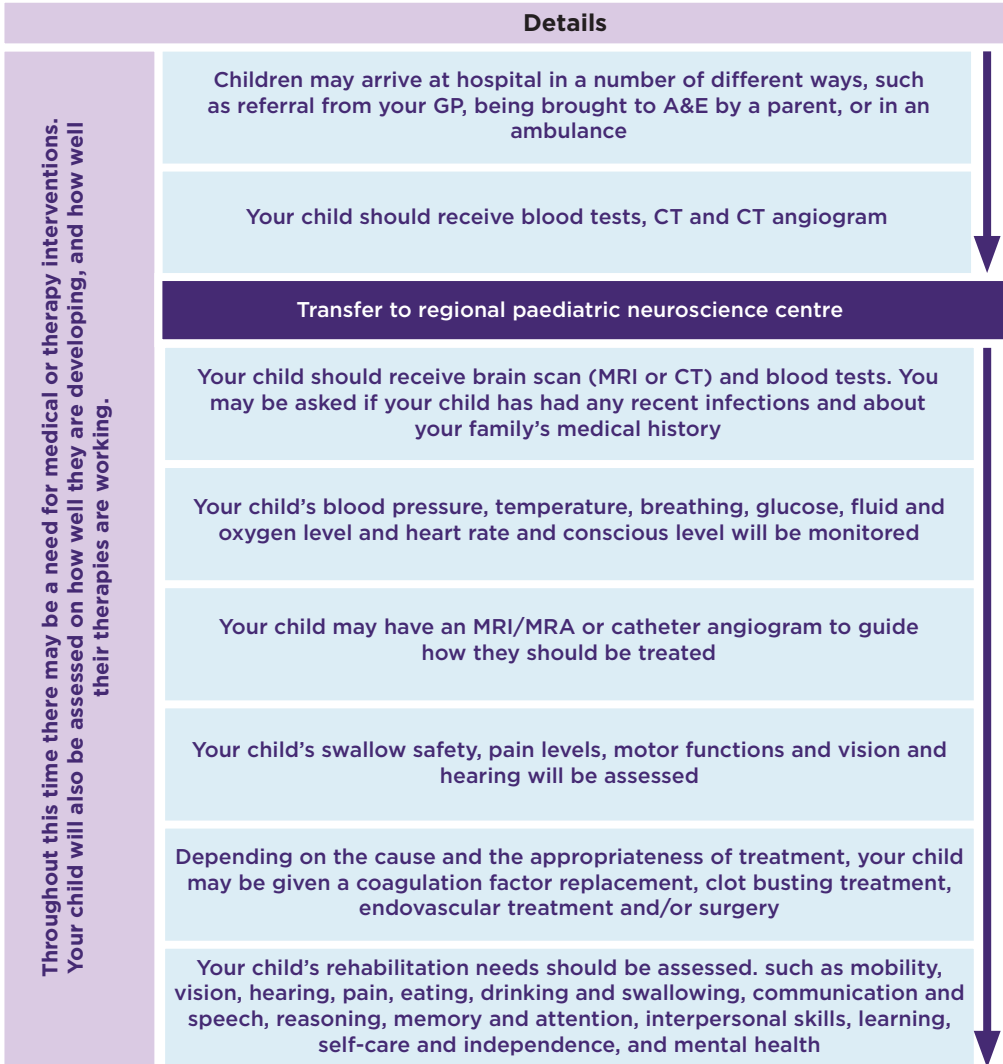 Details
Throughout this time there may be a need for medical or therapy interventions.
Your child will also be assessed on how well they are developing, and how well
their therapies are working.
Children may arrive at hospital in a number of different ways, such
as referral from your GP, being brought to A&E by a parent, or in an
ambulance
Your child should receive blood tests, CT and CT angiogram
Transfer to regional paediatric neuroscience centre
Your child should receive brain scan (MRI or CT) and blood tests. You
may be asked if your child has had any recent infections and about
your family’s medical history
Your child’s blood pressure, temperature, breathing, glucose, fluid and
oxygen level and heart rate and conscious level will be monitored
Your child may have an MRI/MRA or catheter angiogram to guide
how they should be treated
Your child’s swallow safety, pain levels, motor functions and vision and
hearing will be assessed
Depending on the cause and the appropriateness of treatment, your child
may be given a coagulation factor replacement, clot busting treatment,
endovascular treatment and/or surgery
Your child’s rehabilitation needs should be assessed. such as mobility,
vision, hearing, pain, eating, drinking and swallowing, communication and
speech, reasoning, memory and attention, interpersonal skills, learning,
self-care and independence, and mental health